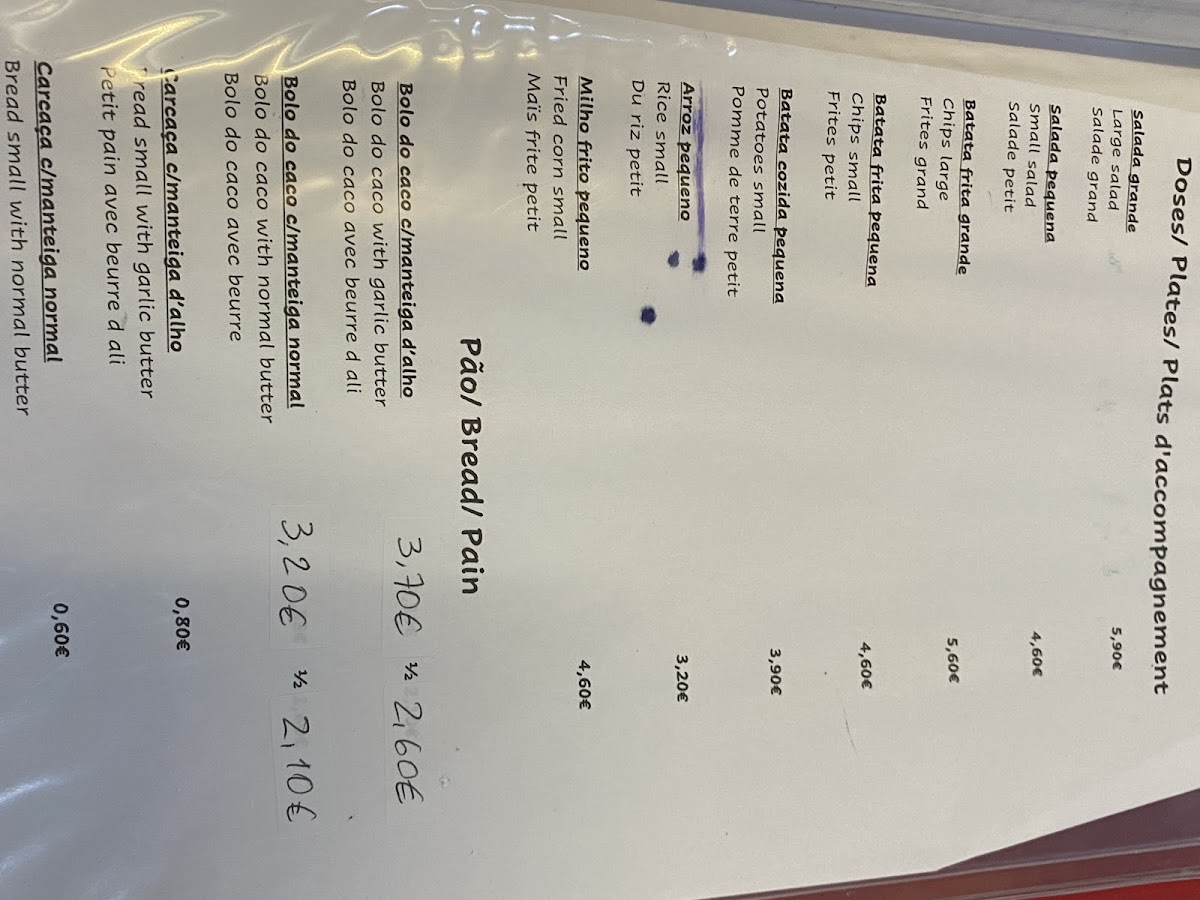 Doses/ Plates/ Plats d'accompagnement
Salada grande
Large salad 5,90€
Salade grand
Salada pequena
Small salad 4,60€
Salade petit
Batata frita grande
Chips large 5,60€
Frites grand
Batata frita pequena
Chips small 4,60€
Frites petit
Batata cozida pequena
Potatoes small 3,90€
Pomme de terre petit
Arroz pequeno 3,20€
Rice small
Du riz petit
Milho frito pequeno 4,60€
Fried corn small
Maïs frite petit
Pão/ Bread/ Pain
Bolo do caco c/manteiga d'alho 3,70€ ½ 2,60€
Bolo do caco with garlic butter
Bolo do caco avec beurre d ali
Bolo do caco c/manteiga normal 3,20€ ½ 2,10€
Bolo do caco with normal butter
Bolo do caco avec beurre
Carcaça c/manteiga d'alho 0,80€
Bread small with garlic butter
Petit pain avec beurre d ali
Carcaça c/manteiga normal 0,60€
Bread small with normal butter